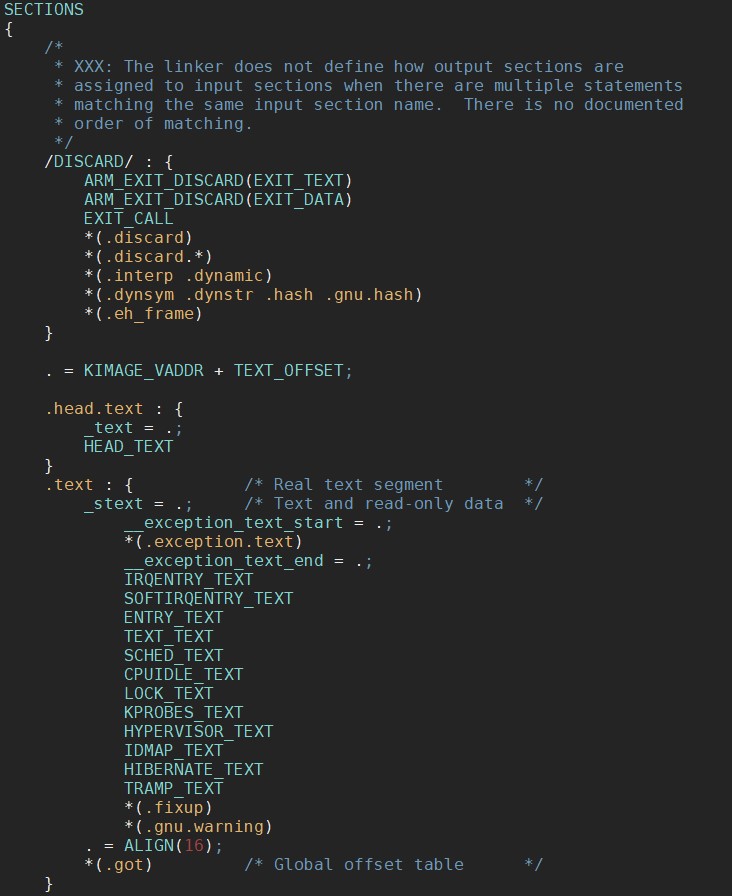 SECTIONS
{
    /*
     * XXX: The linker does not define how output sections are
     * assigned to input sections when there are multiple statements
     * matching the same input section name.  There is no documented
     * order of matching.
     */
    /DISCARD/ : {
        ARM_EXIT_DISCARD(EXIT_TEXT)
        ARM_EXIT_DISCARD(EXIT_DATA)
        EXIT_CALL
        *(.discard)
        *(.discard.*)
        *(.interp .dynamic)
        *(.dynsym .dynstr .hash .gnu.hash)
        *(.eh_frame)
    }

    . = KIMAGE_VADDR + TEXT_OFFSET;

    .head.text : {
        _text = .;
        HEAD_TEXT
    }
    .text : {           /* Real text segment        */
        _stext = .;     /* Text and read-only data  */
            __exception_text_start = .;
            *(.exception.text)
            __exception_text_end = .;
            IRQENTRY_TEXT
            SOFTIRQENTRY_TEXT
            ENTRY_TEXT
            TEXT_TEXT
            SCHED_TEXT
            CPUIDLE_TEXT
            LOCK_TEXT
            KPROBES_TEXT
            HYPERVISOR_TEXT
            IDMAP_TEXT
            HIBERNATE_TEXT
            TRAMP_TEXT
            *(.fixup)
            *(.gnu.warning)
        . = ALIGN(16);
        *(.got)         /* Global offset table      */
    }